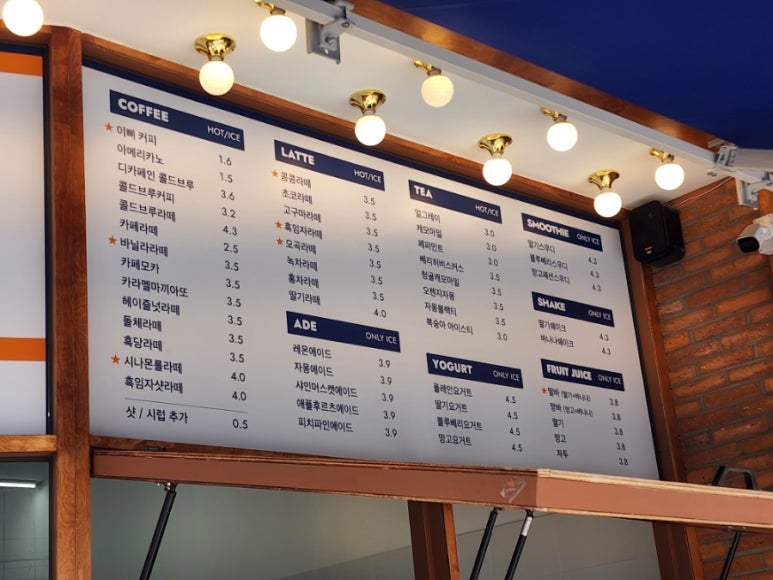 COFFEE HOT/ICE
★ 이삐 커피 1.6
아메리카노 1.5
디카페인 콜드브루 3.6
콜드브루커피 3.2
콜드브루라떼 4.3
카페라떼 2.5
★ 바닐라라떼 3.5
카페모카 3.5
카라멜마끼아또 3.5
헤이즐넛라떼 3.5
돌체라떼 3.5
흑당라떼 3.5
★ 시나몬롤라떼 4.0
흑임자샷라떼 4.0
샷 / 시럽 추가 0.5
LATTE HOT/ICE
★ 콩콩라떼 3.5
초코라떼 3.5
고구마라떼 3.5
★ 흑임자라떼 3.5
★ 오곡라떼 3.5
녹차라떼 3.5
홍차라떼 3.5
딸기라떼 4.0
ADE ONLY ICE
레몬에이드 3.9
자몽에이드 3.9
샤인머스캣에이드 3.9
애플후르츠에이드 3.9
피치파인에이드 3.9
TEA HOT/ICE
얼그레이 3.0
캐모마일 3.0
페퍼민트 3.0
베리히비스커스 3.5
청귤캐모마일 3.5
오렌지자몽 3.5
자몽블랙티 3.5
복숭아 아이스티 3.0
YOGURT ONLY ICE
플레인요거트 4.5
딸기요거트 4.5
블루베리요거트 4.5
망고요거트 4.5
SMOOTHIE ONLY ICE
딸기스무디 4.3
블루베리스무디 4.3
망고패션스무디 4.3
SHAKE ONLY ICE
딸기쉐이크 4.3
바나나쉐이크 4.3
FRUIT JUICE ONLY ICE
★ 딸바 (딸기+바나나) 3.8
망바 (망고+바나나) 3.8
딸기 3.8
망고 3.8
자두 3.8